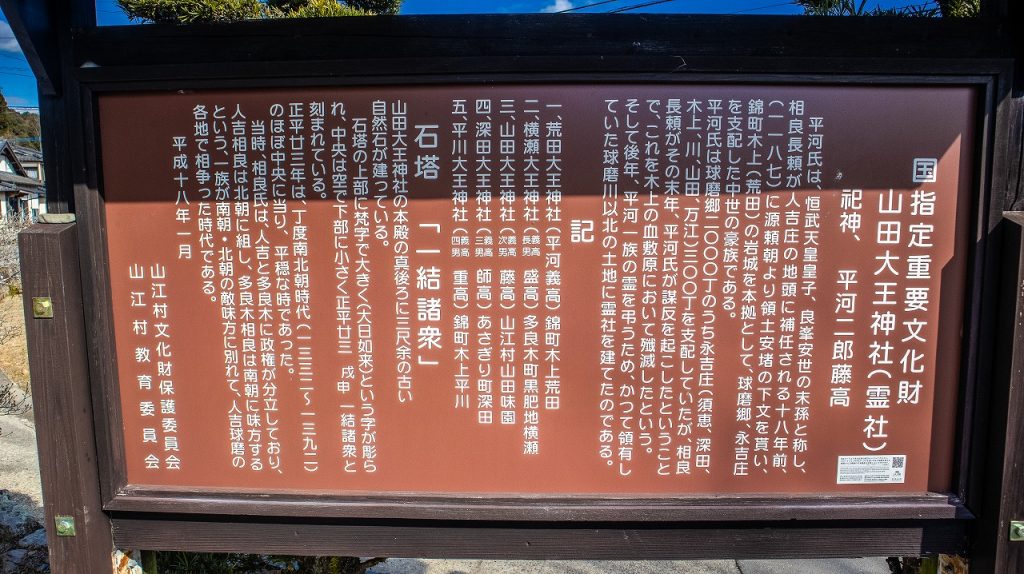 国指定重要文化財
山田大王神社（霊社）
祀神、平河二郎藤高
平河氏は、恒武天皇皇子、良峯安世の末孫と称し、
相良長頼が人吉庄の地頭に補任される十八年前、
（一一八七）に源頼朝より領土安堵の下文を貰い、
錦町木上（荒田）の岩城を本拠として、球磨郷、永吉庄
を支配した中世の豪族である。
平河氏は球磨郷二〇〇〇丁のうち永吉庄（須恵、深田、
木上、川、山田、万江）三〇〇丁を支配していたが、相良
長頼がその末年、平河氏が謀反を起こしたということ
で、これを木上の血敷原において殲滅したという。
そして後年、平河一族の霊を弔うため、かつて領有し
ていた球磨川以北の土地に霊社を建てたのである。
記
一、荒田大王神社（平河義高）錦町木上荒田
二、横瀬大王神社（義高長男 盛高）多良木町黒肥地横瀬
三、山田大王神社（義高次男 藤高）山江村山田味園
四、深田大王神社（義高三男 師高）あさぎり町深田
五、平川大王神社（義高四男 重高）錦町木上平川
石塔「一結諸衆」
山田大王神社の本殿の真後ろに三尺余の古い
自然石が建っている。
石塔の上部に梵字で大きく（大日如来）という字が彫ら
れ、中央は空で下部に小さく正平廿三 戌申 一結諸衆と
刻まれている。
正平廿三年は、丁度南北朝時代（一三三二～一三九二）
のほぼ中央に当り、平穏な時であった。
当時、相良氏は、人吉と多良木に政権が分立しており、
人吉相良は北朝に組し、多良木相良は南朝に味方する
という、一族が南朝・北朝の敵味方に別れて、人吉球磨の
各地で相争った時代である。
平成十八年一月
山江村文化財保護委員会
山江村教育委員会